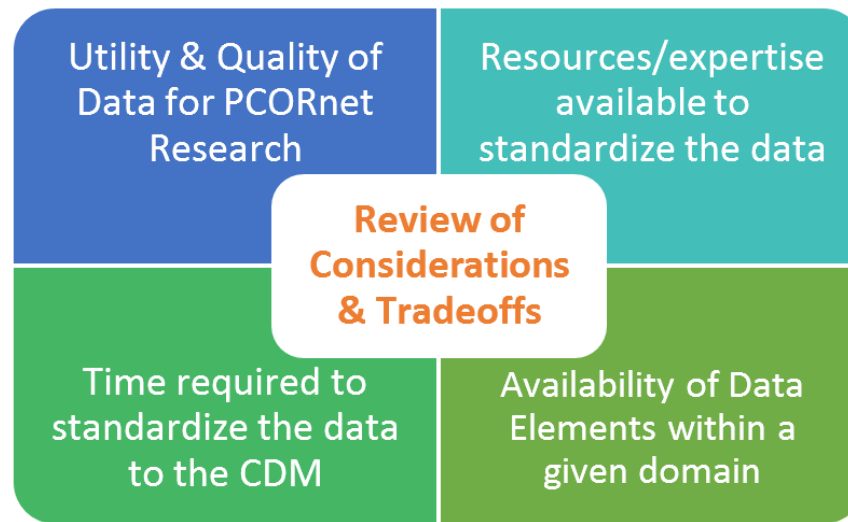 Utility & Quality of
Data for PCORnet
Research
Resources/expertise
available to
standardize the data
Review of
Considerations
& Tradeoffs
Time required to
standardize the data
to the CDM
Availability of Data
Elements within a
given domain